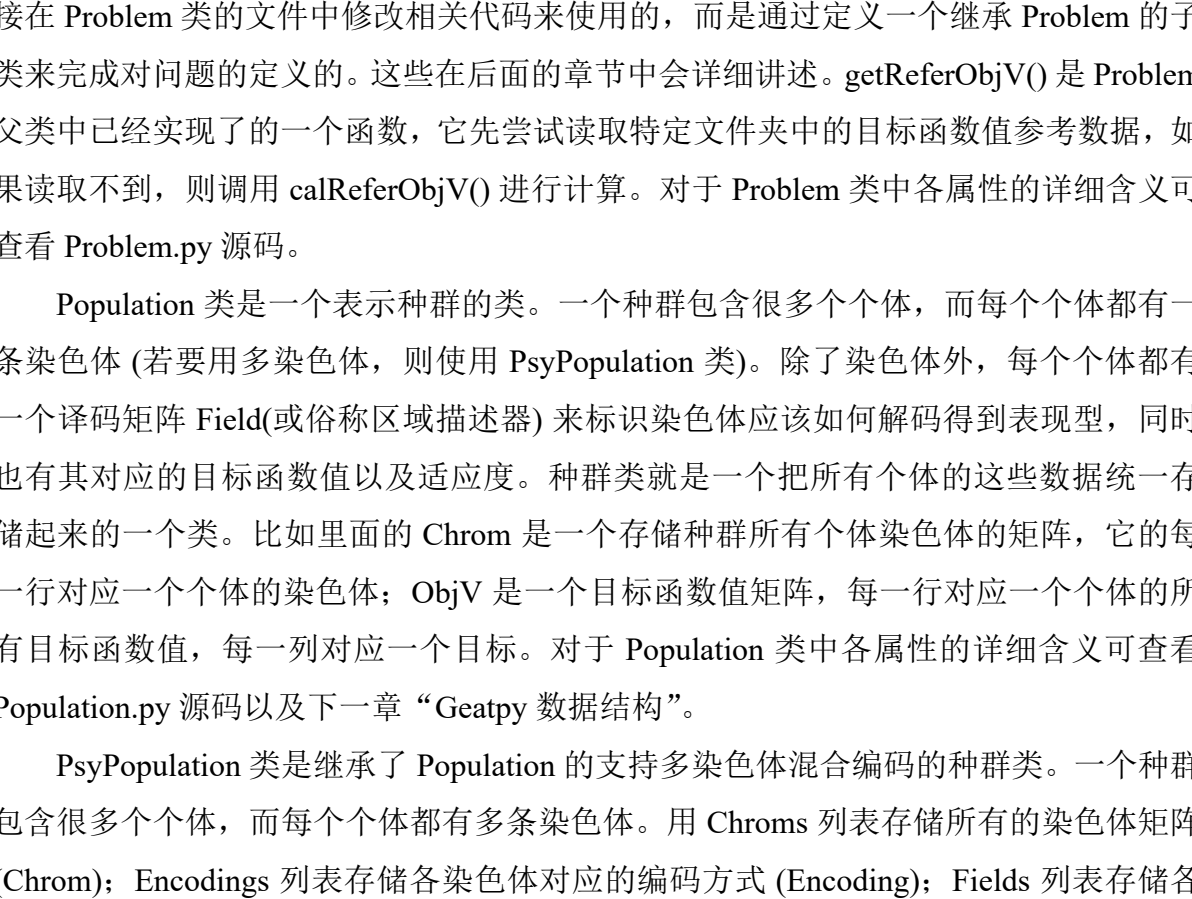 接在 Problem 类的文件中修改相关代码来使用的，而是通过定义一个继承 Problem 的子
类来完成对问题的定义的。这些在后面的章节中会详细讲述。getReferObjV() 是 Problem
父类中已经实现了的一个函数，它先尝试读取特定文件夹中的目标函数值参考数据，如
果读取不到，则调用 calReferObjV() 进行计算。对于 Problem 类中各属性的详细含义可
查看 Problem.py 源码。
Population 类是一个表示种群的类。一个种群包含很多个个体，而每个个体都有一
条染色体 (若要用多染色体，则使用 PsyPopulation 类)。除了染色体外，每个个体都有
一个译码矩阵 Field(或俗称区域描述器) 来标识染色体应该如何解码得到表现型，同时
也有其对应的目标函数值以及适应度。种群类就是一个把所有个体的这些数据统一存
储起来的一个类。比如里面的 Chrom 是一个存储种群所有个体染色体的矩阵，它的每
一行对应一个个体的染色体；ObjV 是一个目标函数值矩阵，每一行对应一个个体的所
有目标函数值，每一列对应一个目标。对于 Population 类中各属性的详细含义可查看
Population.py 源码以及下一章“Geatpy 数据结构”。
PsyPopulation 类是继承了 Population 的支持多染色体混合编码的种群类。一个种群
包含很多个个体，而每个个体都有多条染色体。用 Chroms 列表存储所有的染色体矩阵
(Chrom)；Encodings 列表存储各染色体对应的编码方式 (Encoding)；Fields 列表存储各